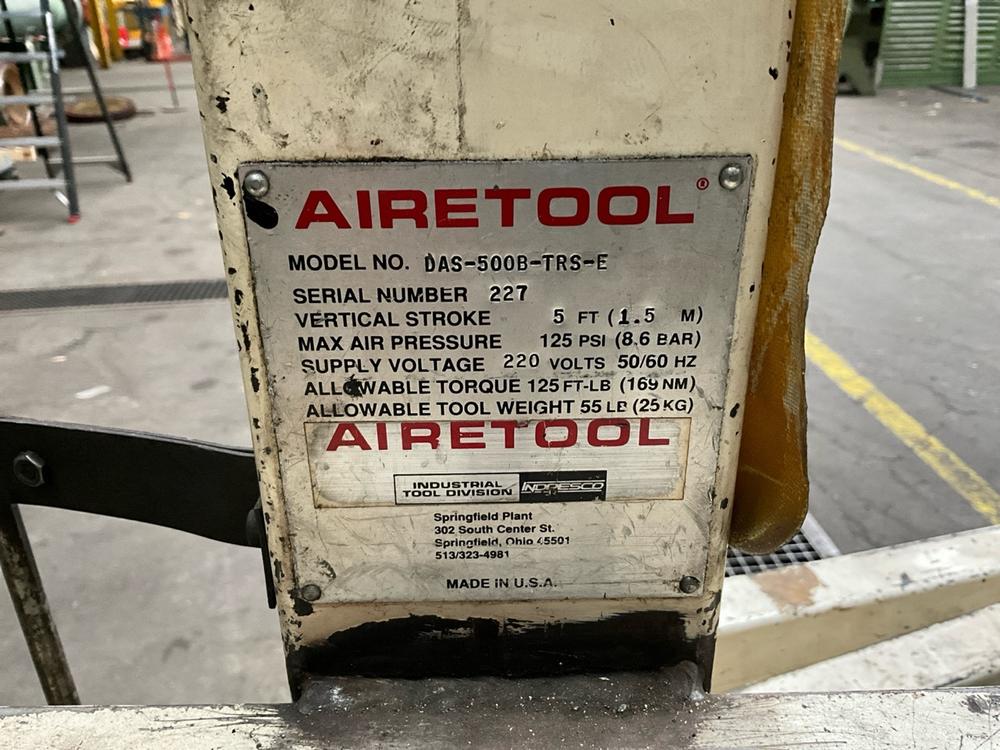 AIRETOOL®
MODEL NO. DAS-500B-TRS-E
SERIAL NUMBER 227
VERTICAL STROKE 5 FT (1.5 M)
MAX AIR PRESSURE 125 PSI (8.6 BAR)
SUPPLY VOLTAGE 220 VOLTS 50/60 HZ
ALLOWABLE TORQUE 125 FT-LB (169 NM)
ALLOWABLE TOOL WEIGHT 55 LB (25 KG)
AIRETOOL
INDUSTRIAL
TOOL DIVISION
Springfield Plant
302 South Center St.
Springfield, Ohio 45501
513/323-4981
MADE IN U.S.A.